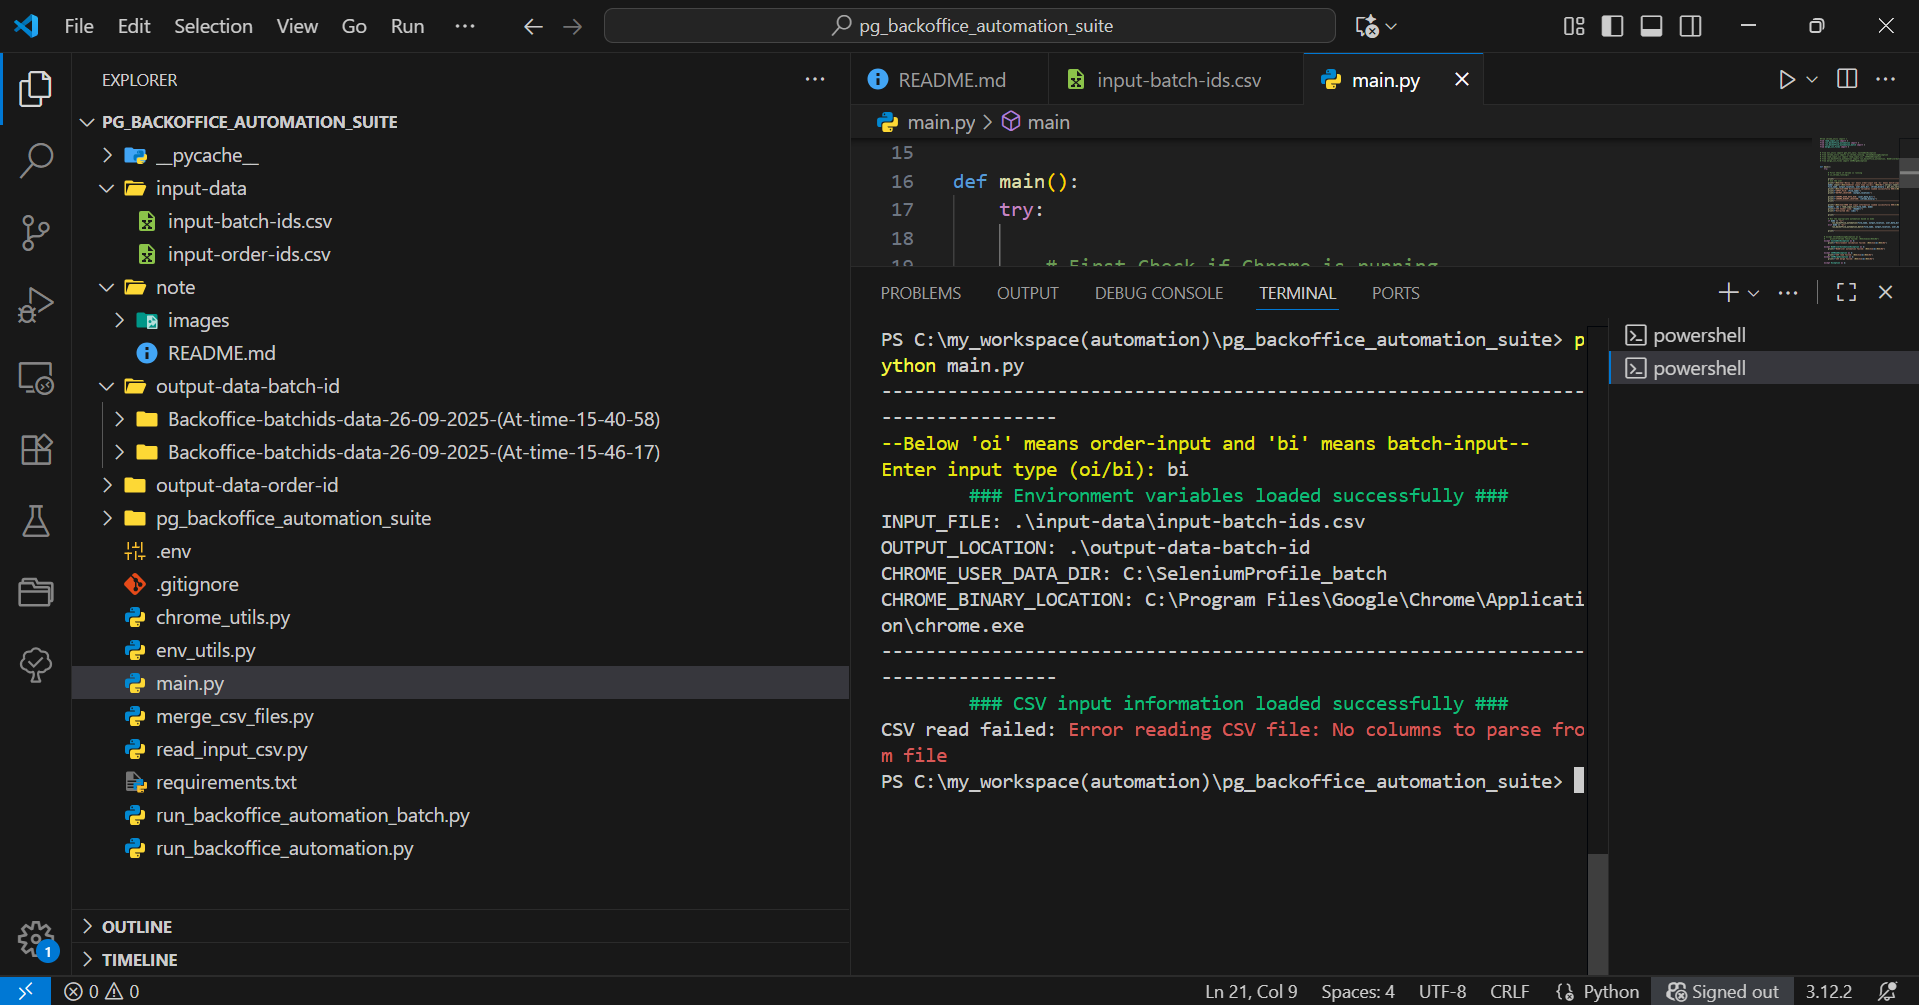 File Edit Selection View Go Run ··· pg_backoffice_automation_suite
EXPLORER
PG_BACKOFFICE_AUTOMATION_SUITE
__pycache__
input-data
input-batch-ids.csv
input-order-ids.csv
note
images
README.md
output-data-batch-id
Backoffice-batchids-data-26-09-2025-(At-time-15-40-58)
Backoffice-batchids-data-26-09-2025-(At-time-15-46-17)
output-data-order-id
pg_backoffice_automation_suite
.env
.gitignore
chrome_utils.py
env_utils.py
main.py
merge_csv_files.py
read_input_csv.py
requirements.txt
run_backoffice_automation_batch.py
run_backoffice_automation.py
OUTLINE
TIMELINE
README.md input-batch-ids.csv main.py
main.py > main
15
16 def main():
17 try:
18
19 # First Check if Chrome is running
PROBLEMS OUTPUT DEBUG CONSOLE TERMINAL PORTS
PS C:\my_workspace(automation)\pg_backoffice_automation_suite> p
ython main.py
----------------------------------------------------------------
----------------
--Below 'oi' means order-input and 'bi' means batch-input--
Enter input type (oi/bi): bi
### Environment variables loaded successfully ###
INPUT_FILE: .\input-data\input-batch-ids.csv
OUTPUT_LOCATION: .\output-data-batch-id
CHROME_USER_DATA_DIR: C:\SeleniumProfile_batch
CHROME_BINARY_LOCATION: C:\Program Files\Google\Chrome\Applicati
on\chrome.exe
----------------------------------------------------------------
----------------
### CSV input information loaded successfully ###
CSV read failed: Error reading CSV file: No columns to parse fro
m file
PS C:\my_workspace(automation)\pg_backoffice_automation_suite>
powershell
powershell
1
0 0 Ln 21, Col 9 Spaces: 4 UTF-8 CRLF {} Python Signed out 3.12.2